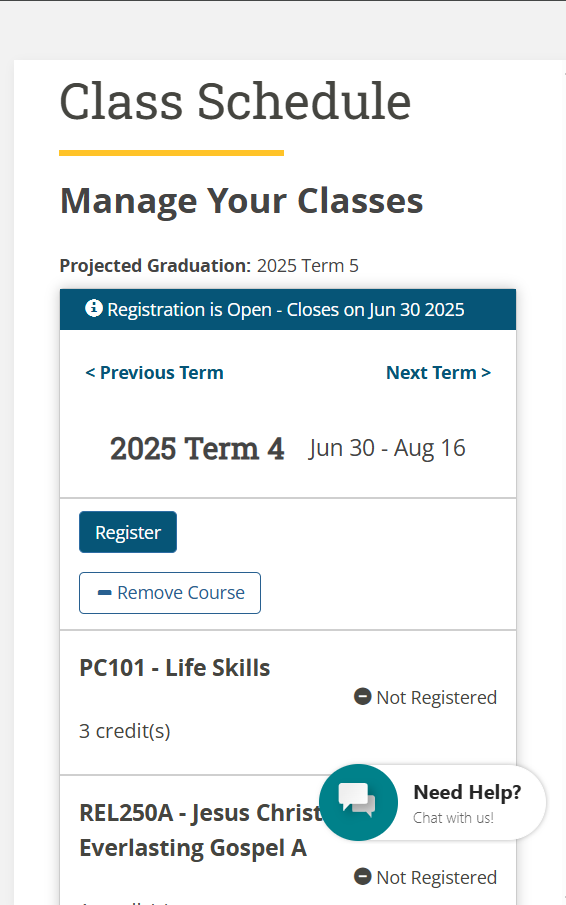 Class Schedule
Manage Your Classes
Projected Graduation: 2025 Term 5
Registration is Open - Closes on Jun 30 2025
< Previous Term
Next Term >
2025 Term 4
Jun 30 - Aug 16
Register
Remove Course
PC101 - Life Skills
Not Registered
3 credit(s)
REL250A - Jesus Christ
Everlasting Gospel A
Need Help?
Chat with us!
Not Registered